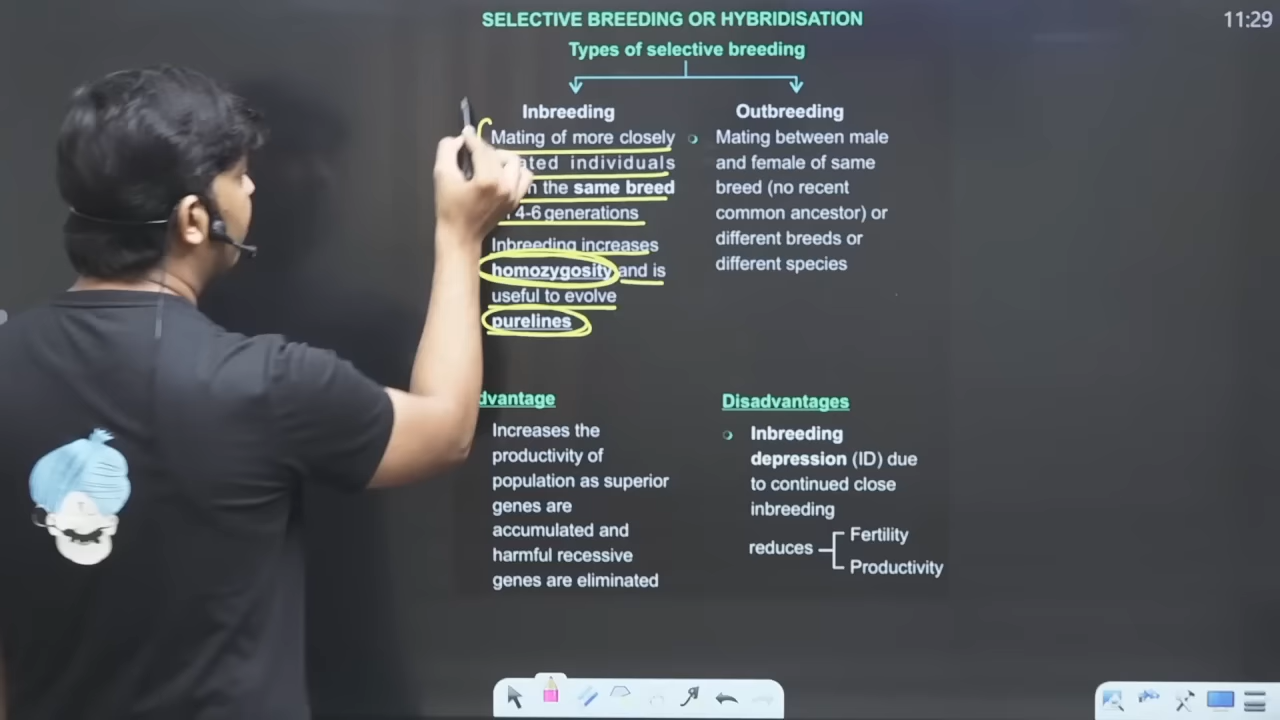 SELECTIVE BREEDING OR HYBRIDISATION
11:29
Types of selective breeding
Inbreeding
Mating of more closely
individuals
the same breed
4-6 generations
Inbreeding increases
homozygosity and is
useful to evolve
purelines
Outbreeding
Mating between male
and female of same
breed (no recent
common ancestor) or
different breeds or
different species
dvantage
Increases the
productivity of
population as superior
genes are
accumulated and
harmful recessive
genes are eliminated
Disadvantages
Inbreeding
depression (ID) due
to continued close
inbreeding
reduces
Fertility
Productivity